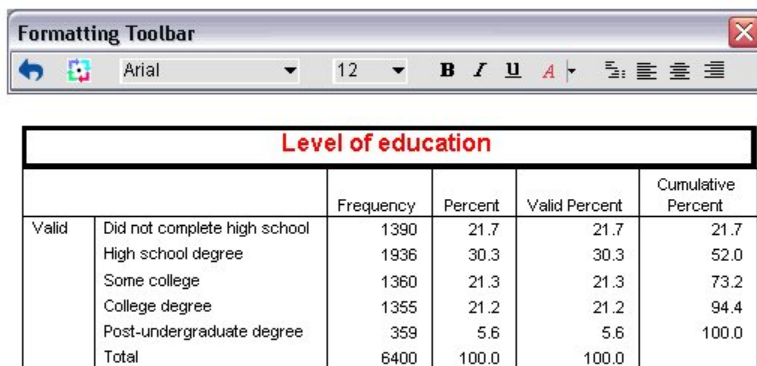 Formatting Toolbar
Arial 12 B I U A
Level of education
Frequency Percent Valid Percent Cumulative Percent
Valid Did not complete high school 1390 21.7 21.7 21.7
High school degree 1936 30.3 30.3 52.0
Some college 1360 21.3 21.3 73.2
College degree 1355 21.2 21.2 94.4
Post-undergraduate degree 359 5.6 5.6 100.0
Total 6400 100.0 100.0